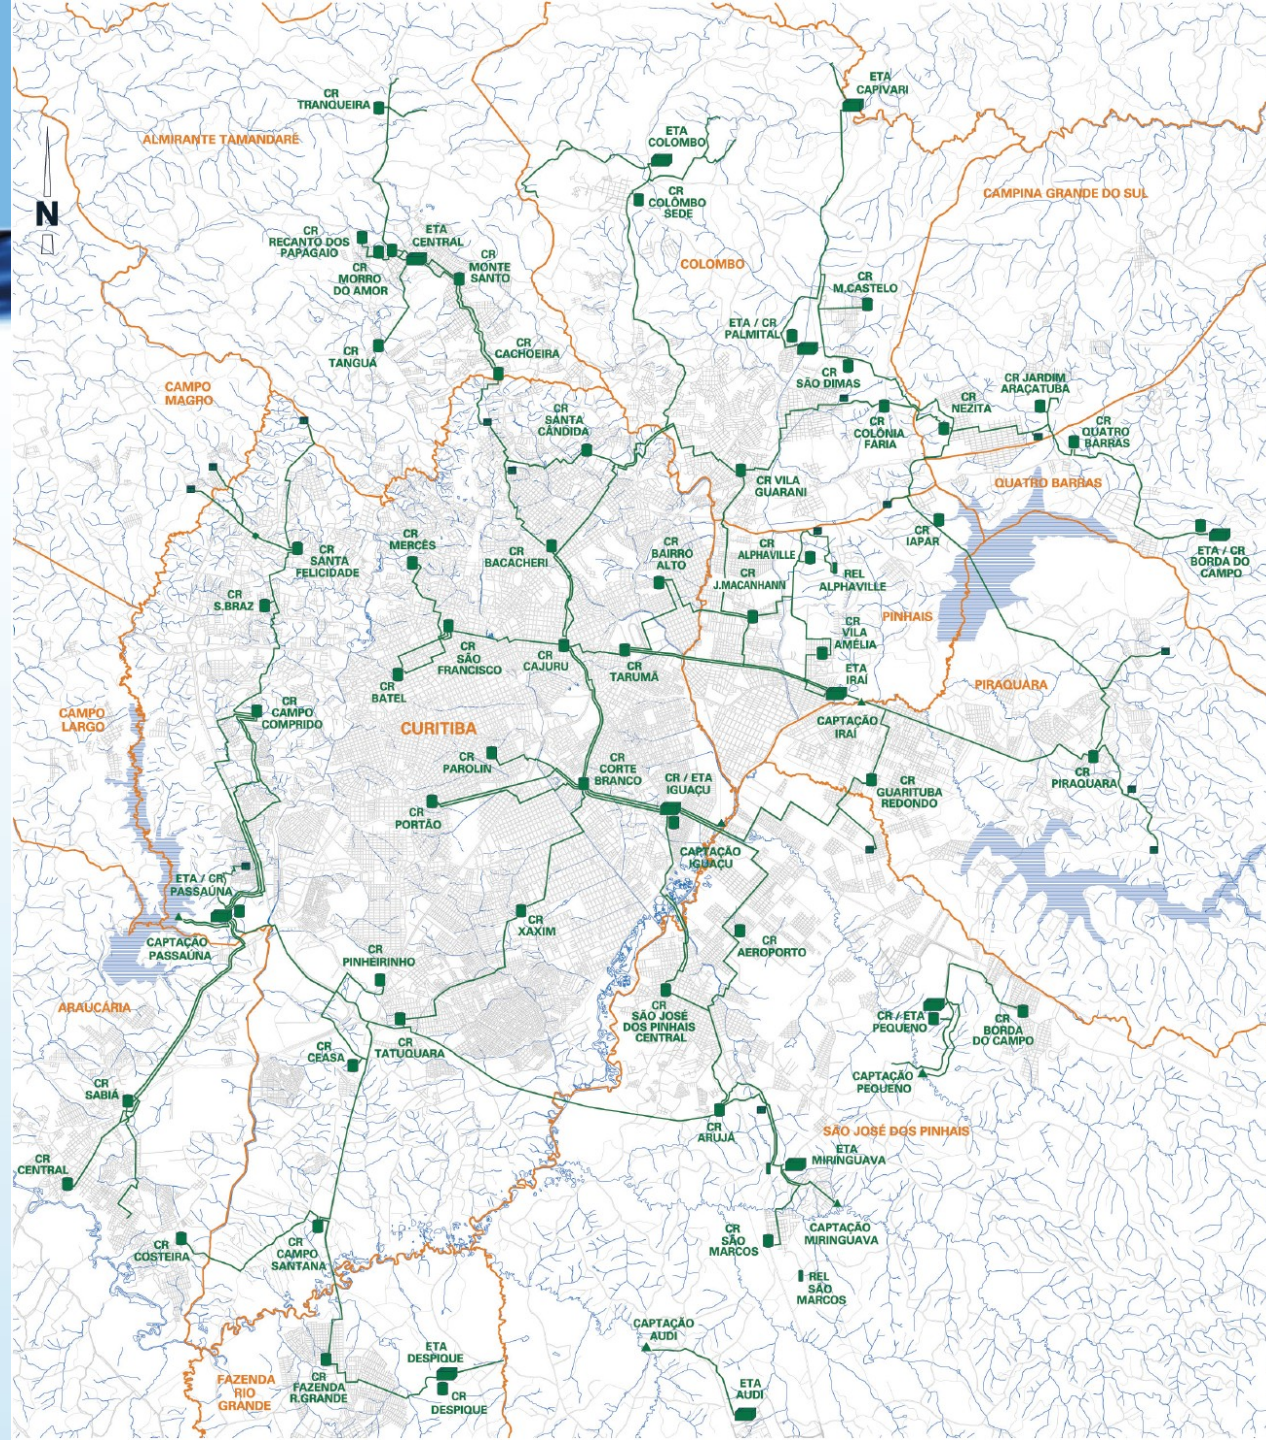 ETA
CAPIVARI
CR
TRANQUEIRA
ALMIRANTE TAMANDARÉ
ETA
COLOMBO
CAMPINA GRANDE DO SUL
CR
COLÔMBO
SEDE
N
CR
RECANTO DOS
PAPAGAIO
ETA
CENTRAL
CR
MONTE
SANTO
CR
MORRO
DO AMOR
COLOMBO
CR
M.CASTELO
ETA / CR
PALMITAL
CR
TANGUÁ
CR
CACHOEIRA
CR
SÃO DIMAS
CR JARDIM
ARAÇATUBA
CAMPO
MAGRO
CR
NEZITA
CR
SANTA
CÂNDIDA
CR
COLÔNIA
FARIA
CR
QUATRO
BARRAS
CR VILA
GUARANI
QUATRO BARRAS
CR
MERCÊS
CR
SANTA
FELICIDADE
CR
BACACHERI
CR
BAIRRO
ALTO
CR
ALPHAVILLE
CR
IAPAR
ETA / CR
BORDA DO
CAMPO
CR
J.MACANHANN
REL
ALPHAVILLE
CR
S.BRAZ
PINHAIS
CR
VILA
AMÉLIA
CR
SÃO
FRANCISCO
CR
CAJURU
CR
TARUMÃ
ETA
IRAÍ
CR
BATEL
PIRAQUARA
CAMPO
LARGO
CR
CAMPO
COMPRIDO
CURITIBA
CAPTAÇÃO
IRAÍ
CR
PAROLIN
CR
CORTE
BRANCO
CR / ETA
IGUAÇU
CR
PIRAQUARA
CR
GUARITUBA
REDONDO
CR
PORTÃO
CAPTAÇÃO
IGUAÇU
ETA / CR
PASSAÚNA
CR
XAXIM
CAPTAÇÃO
PASSAÚNA
CR
AEROPORTO
CR
PINHEIRINHO
ARAUCÁRIA
CR
SÃO JOSÉ
DOS PINHAIS
CENTRAL
CR / ETA
PEQUENO
CR
BORDA
DO CAMPO
CR
CEASA
CR
TATUQUARA
CAPTAÇÃO
PEQUENO
CR
SABIÁ
CR
ARUJÁ
SÃO JOSÉ DOS PINHAIS
ETA
MIRINGUAVA
CR
CENTRAL
CR
COSTEIRA
CR
CAMPO
SANTANA
CR
SÃO
MARCOS
CAPTAÇÃO
MIRINGUAVA
REL
SÃO
MARCOS
CAPTAÇÃO
AUDI
ETA
DESPIQUE
FAZENDA
RIO
GRANDE
CR
FAZENDA
R.GRANDE
CR
DESPIQUE
ETA
AUDI